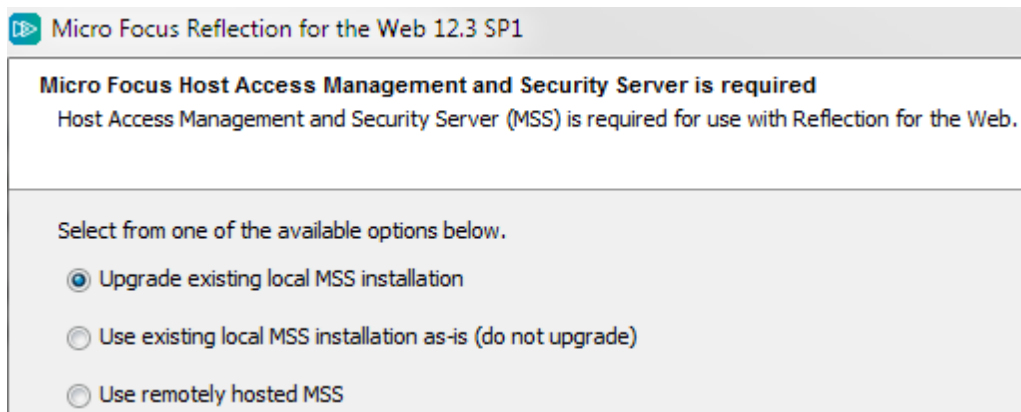 Micro Focus Reflection for the Web 12.3 SP1
Micro Focus Host Access Management and Security Server is required
Host Access Management and Security Server (MSS) is required for use with Reflection for the Web.
Select from one of the available options below.
Upgrade existing local MSS installation
Use existing local MSS installation as-is (do not upgrade)
Use remotely hosted MSS